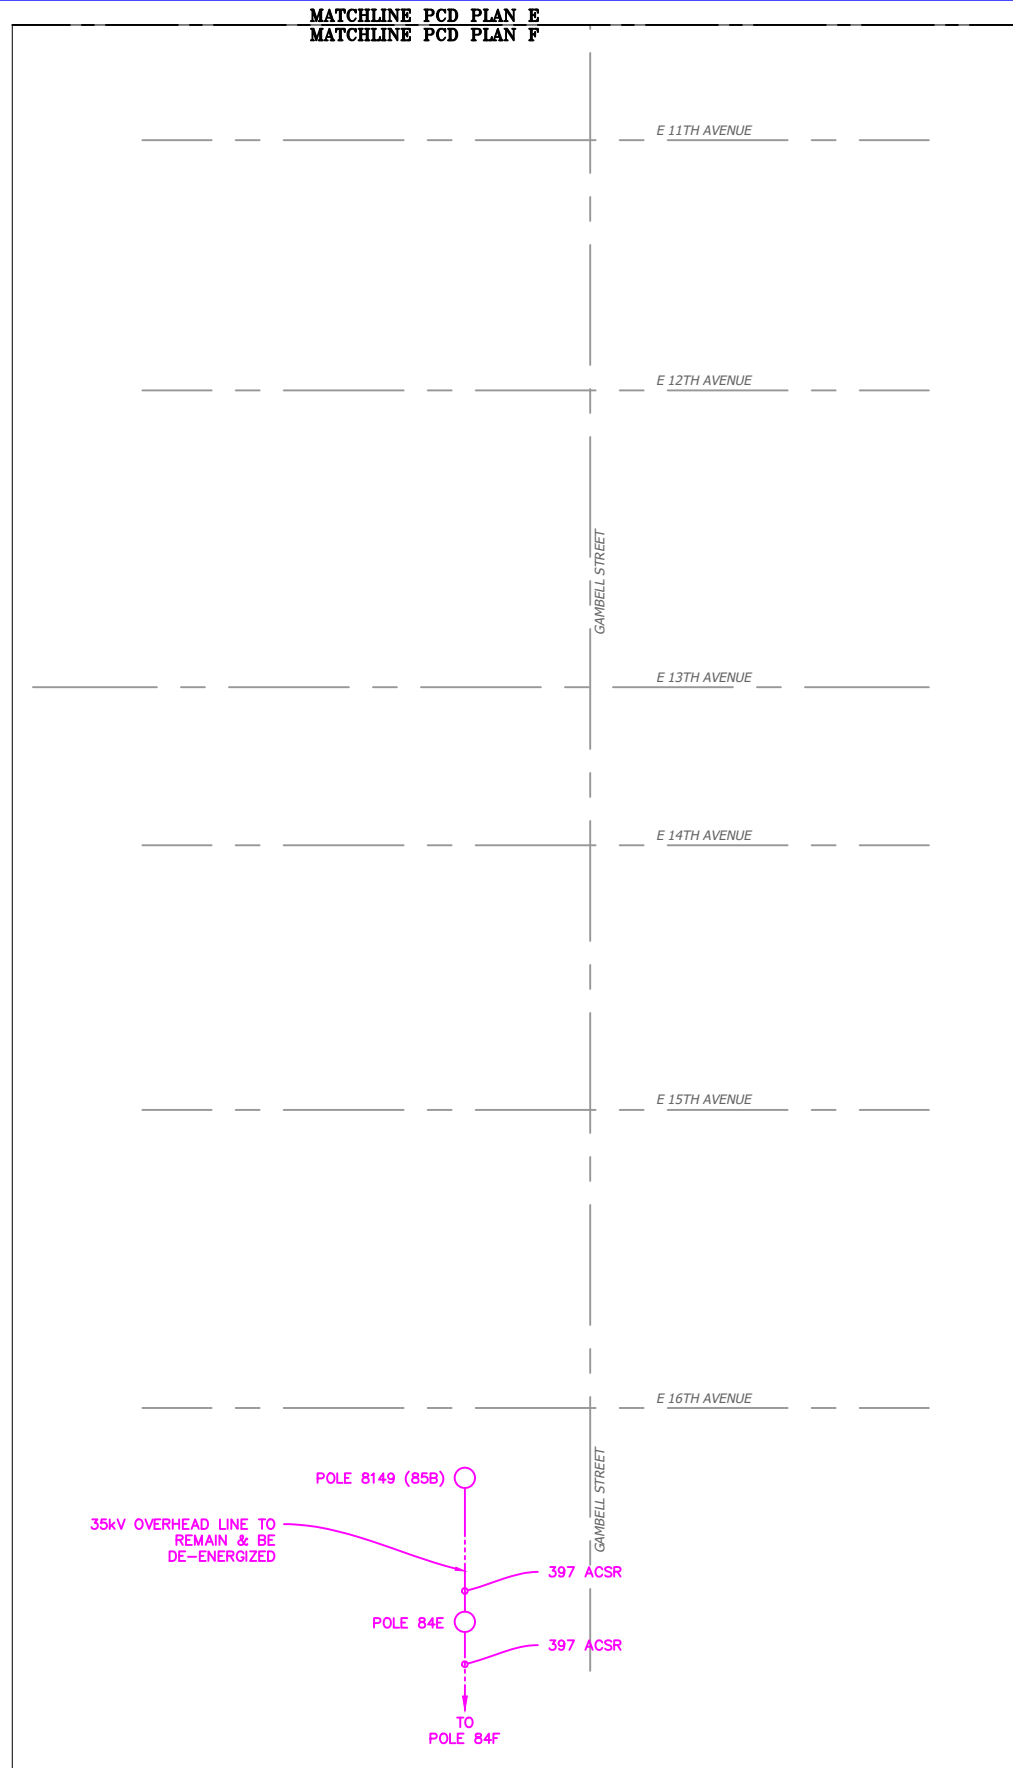 MATCHLINE PCD PLAN E
MATCHLINE PCD PLAN F
E 11TH AVENUE
E 12TH AVENUE
GAMBELL STREET
E 13TH AVENUE
E 14TH AVENUE
E 15TH AVENUE
E 16TH AVENUE
GAMBELL STREET
POLE 8149 (85B)
35kV OVERHEAD LINE TO
REMAIN & BE
DE-ENERGIZED
397 ACSR
POLE 84E
397 ACSR
TO
POLE 84F